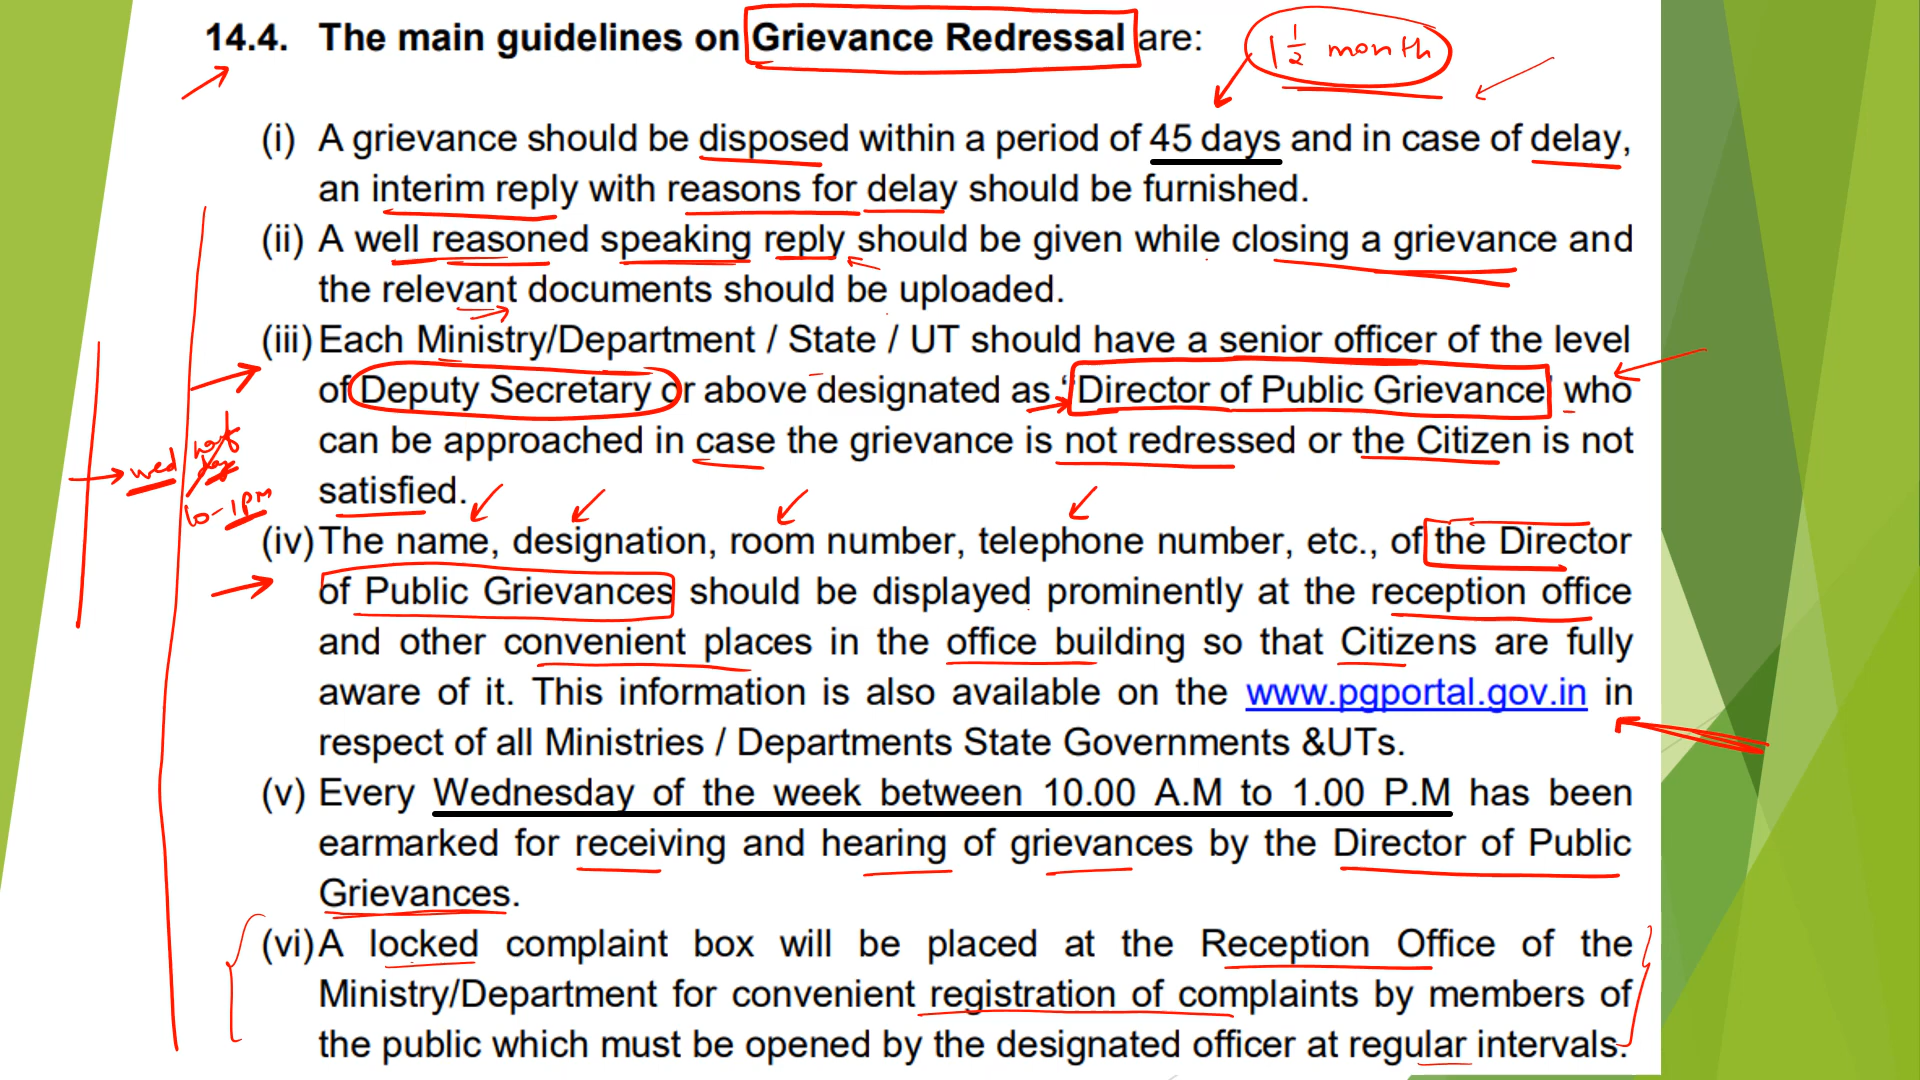 14.4. The main guidelines on Grievance Redressal are:
1 1/2 month
(i) A grievance should be disposed within a period of 45 days and in case of delay,
an interim reply with reasons for delay should be furnished.
(ii) A well reasoned speaking reply should be given while closing a grievance and
the relevant documents should be uploaded.
(iii) Each Ministry/Department / State / UT should have a senior officer of the level
of Deputy Secretary or above designated as 'Director of Public Grievance' who
can be approached in case the grievance is not redressed or the Citizen is not
satisfied.
wed half
day
10-1PM
(iv) The name, designation, room number, telephone number, etc., of the Director
of Public Grievances should be displayed prominently at the reception office
and other convenient places in the office building so that Citizens are fully
aware of it. This information is also available on the www.pgportal.gov.in in
respect of all Ministries / Departments State Governments &UTs.
(v) Every Wednesday of the week between 10.00 A.M to 1.00 P.M has been
earmarked for receiving and hearing of grievances by the Director of Public
Grievances.
(vi) A locked complaint box will be placed at the Reception Office of the
Ministry/Department for convenient registration of complaints by members of
the public which must be opened by the designated officer at regular intervals.